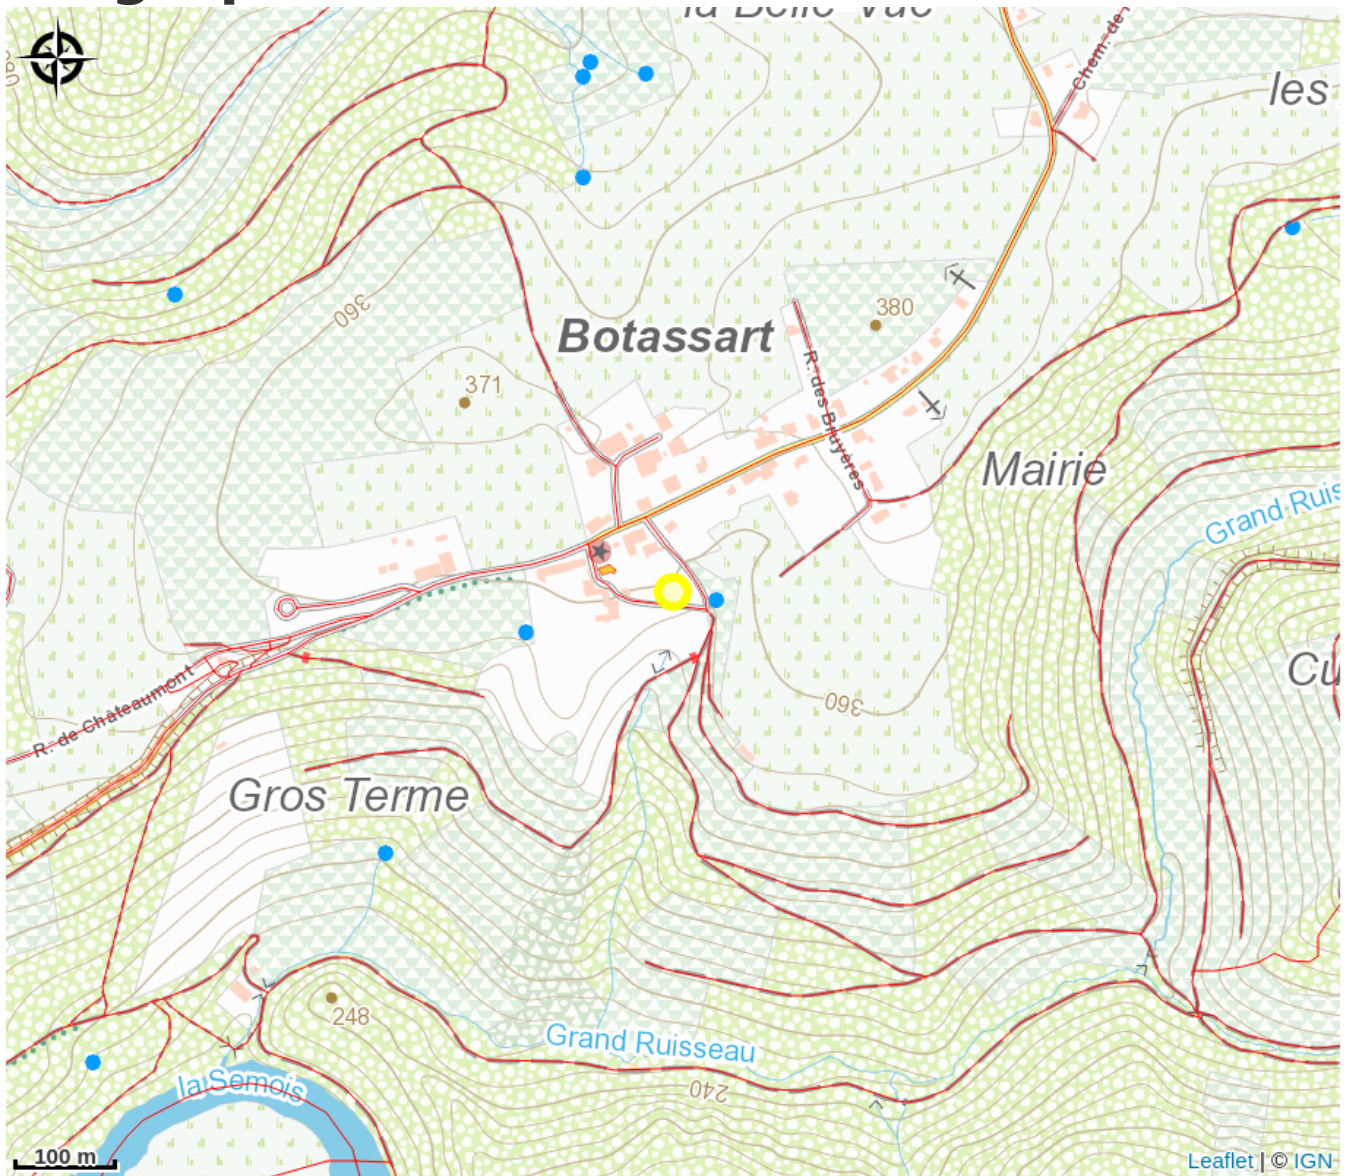 la Belle Vue
Chem. de
les
360
380
Botassart
371
R. des Bruyères
Mairie
Grand Ruis
Cu
R. de Châteaumont
360
Gros Terme
248
Grand Ruisseau
la Semois
240
100 m
Leaflet | © IGN